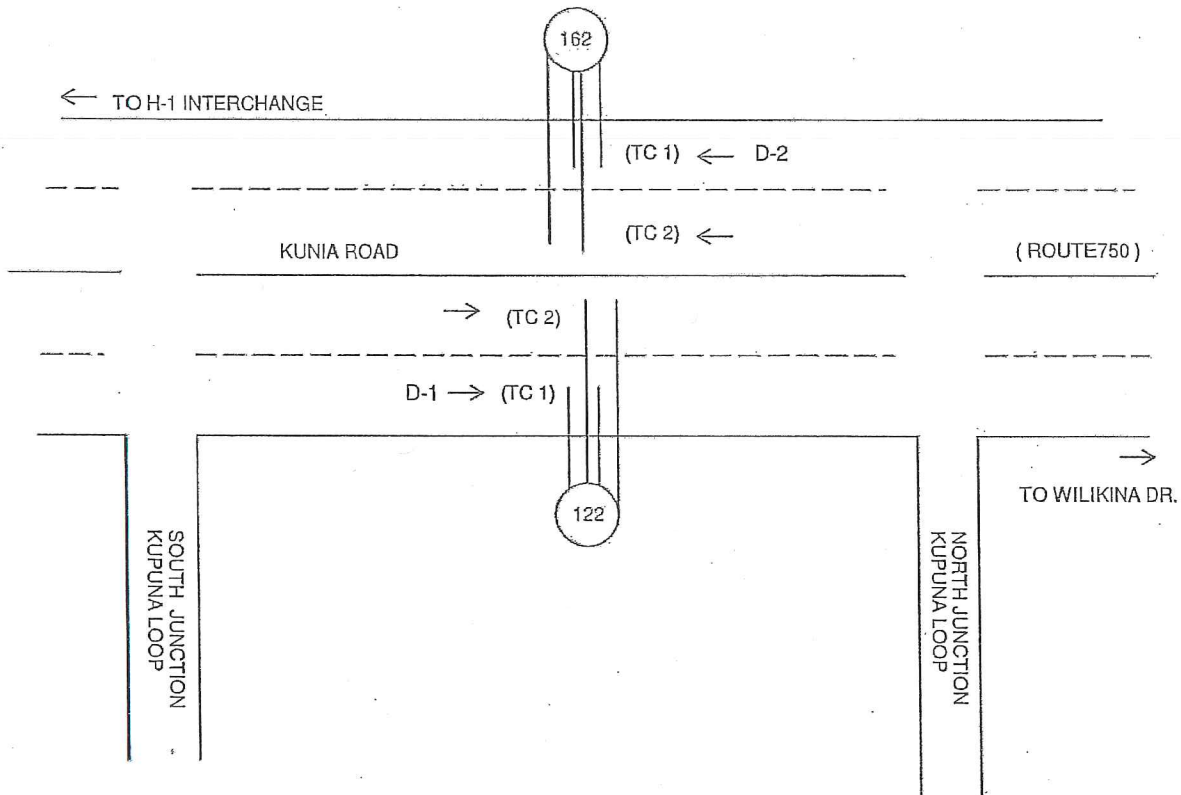 162
← TO H-1 INTERCHANGE
(TC 1) ← D-2
(TC 2) ←
KUNIA ROAD
( ROUTE750 )
→ (TC 2)
D-1 → (TC 1)
→
TO WILIKINA DR.
122
SOUTH JUNCTION
KUPUNA LOOP
NORTH JUNCTION
KUPUNA LOOP